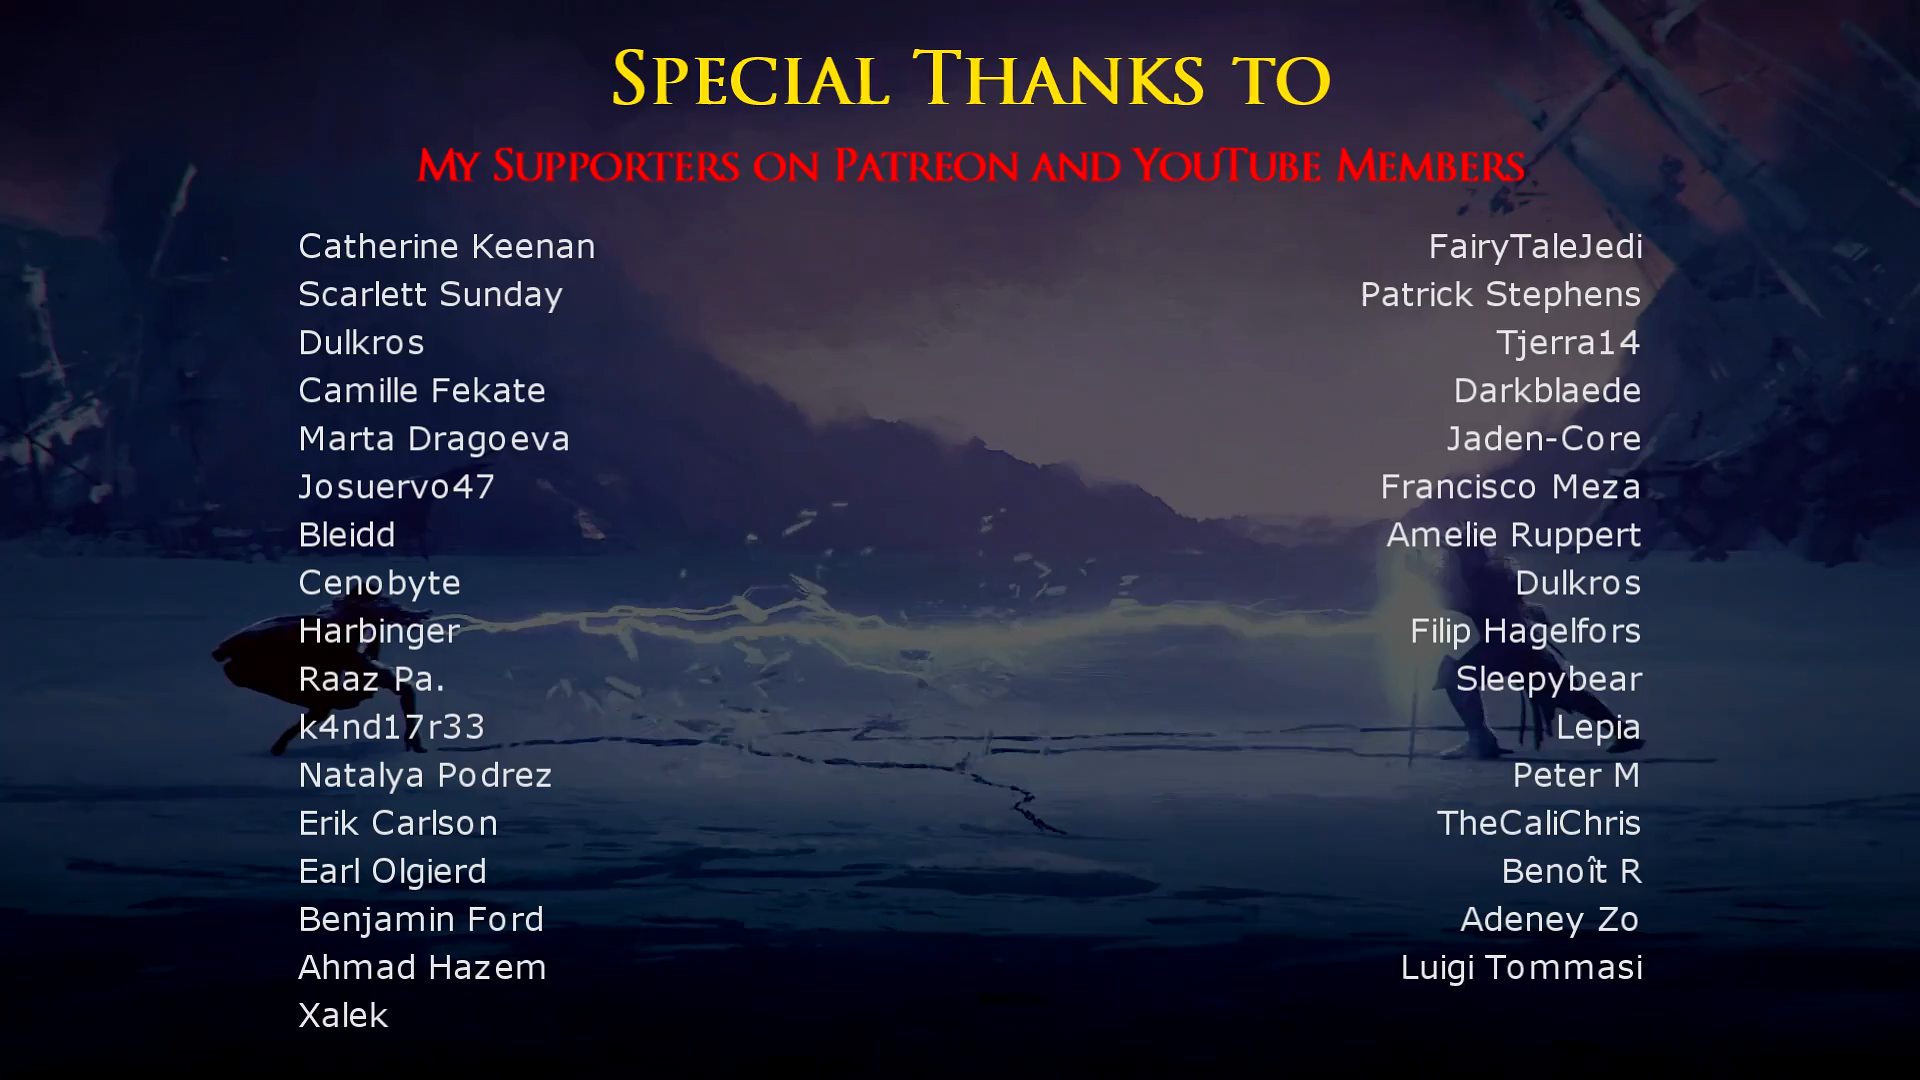 Special Thanks to
My Supporters on Patreon and YouTube Members
Catherine Keenan
Scarlett Sunday
Dulkros
Camille Fekate
Marta Dragoeva
Josuervo47
Bleidd
Cenobyte
Harbinger
Raaz Pa.
k4nd17r33
Natalya Podrez
Erik Carlson
Earl Olgierd
Benjamin Ford
Ahmad Hazem
Xalek
FairyTaleJedi
Patrick Stephens
Tjerra14
Darkblaede
Jaden-Core
Francisco Meza
Amelie Ruppert
Dulkros
Filip Hagelfors
Sleepybear
Lepia
Peter M
TheCaliChris
Benoît R
Adeney Zo
Luigi Tommasi